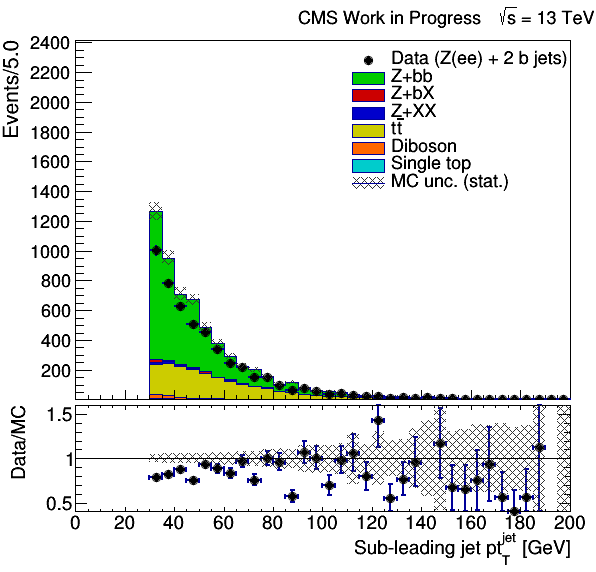 CMS Work in Progress √s = 13 TeV
Events/5.0
2400
2200
2000
1800
1600
1400
1200
1000
800
600
400
200
Data (Z(ee) + 2 b jets)
Z+bb
Z+bX
Z+XX
tt̄
Diboson
Single top
MC unc. (stat.)
Data/MC
1.5
1
0.5
0 20 40 60 80 100 120 140 160 180 200
Sub-leading jet pt_T^jet [GeV]